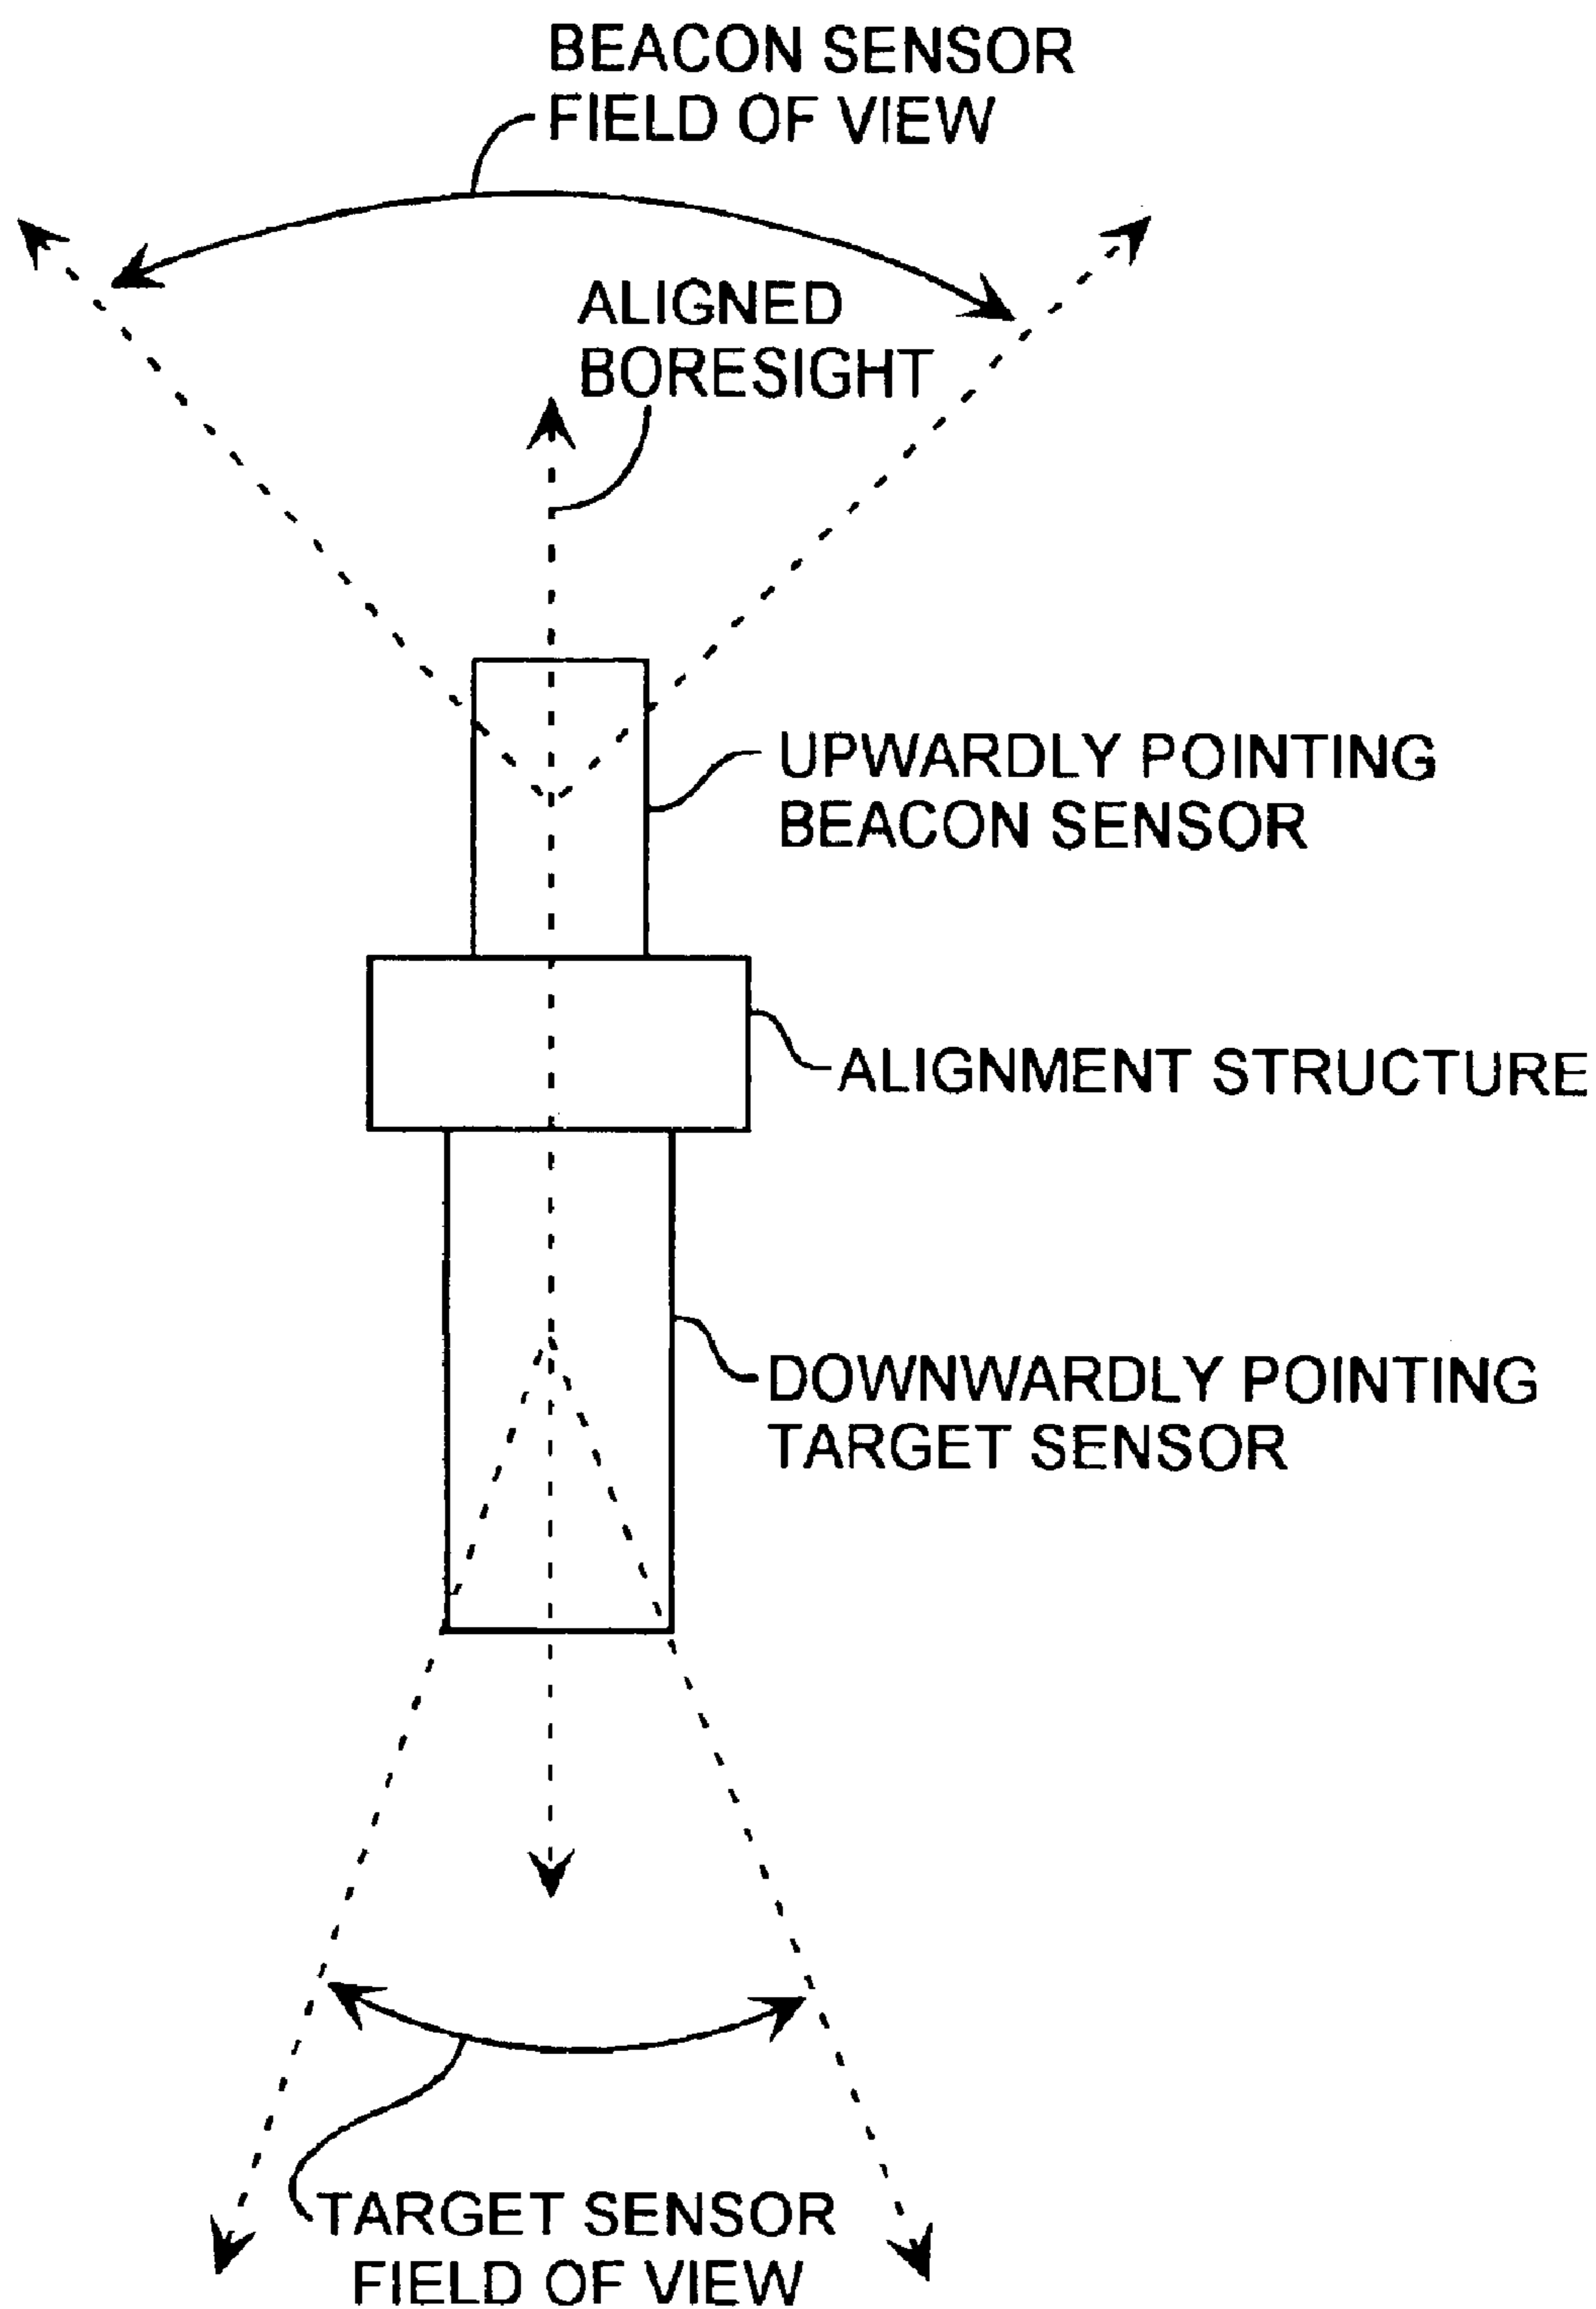 BEACON SENSOR
FIELD OF VIEW
ALIGNED
BORESIGHT
UPWARDLY POINTING
BEACON SENSOR
ALIGNMENT STRUCTURE
DOWNWARDLY POINTING
TARGET SENSOR
TARGET SENSOR
FIELD OF VIEW